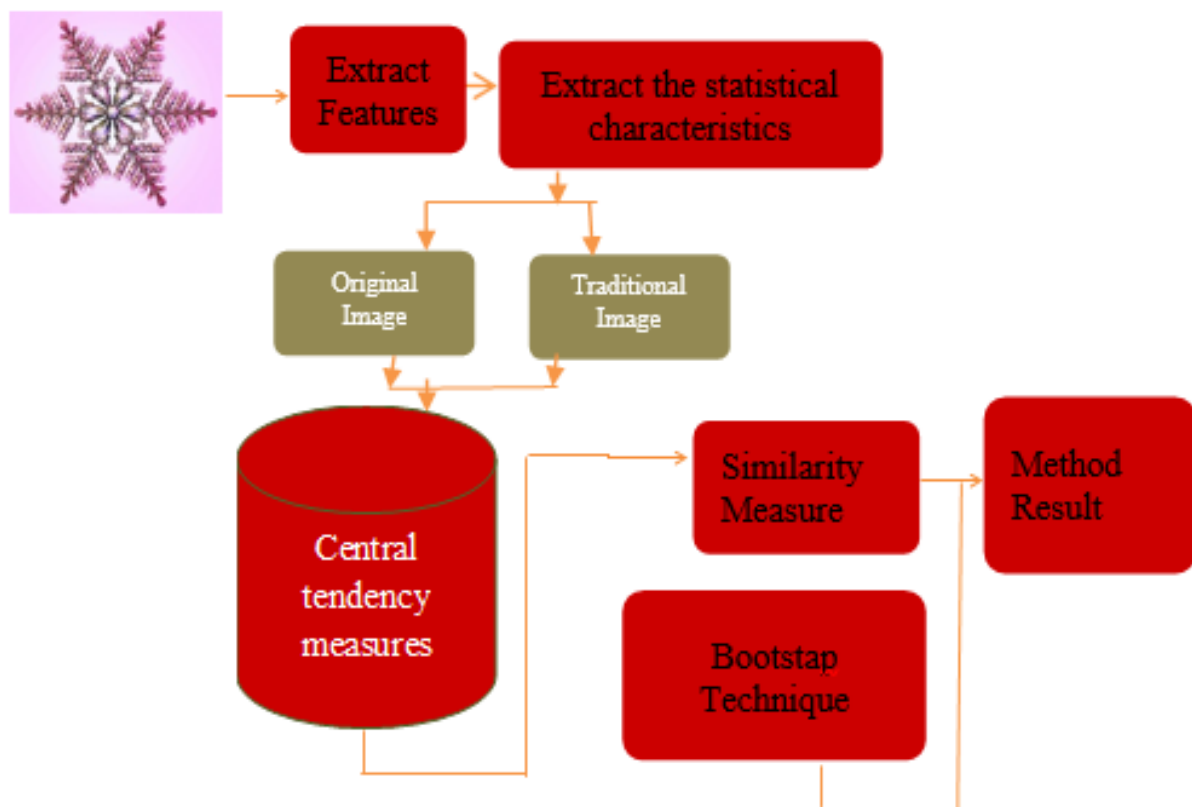 Extract
Features
Extract the statistical
characteristics
Original
Image
Traditional
Image
Central
tendency
measures
Similarity
Measure
Method
Result
Bootstap
Technique